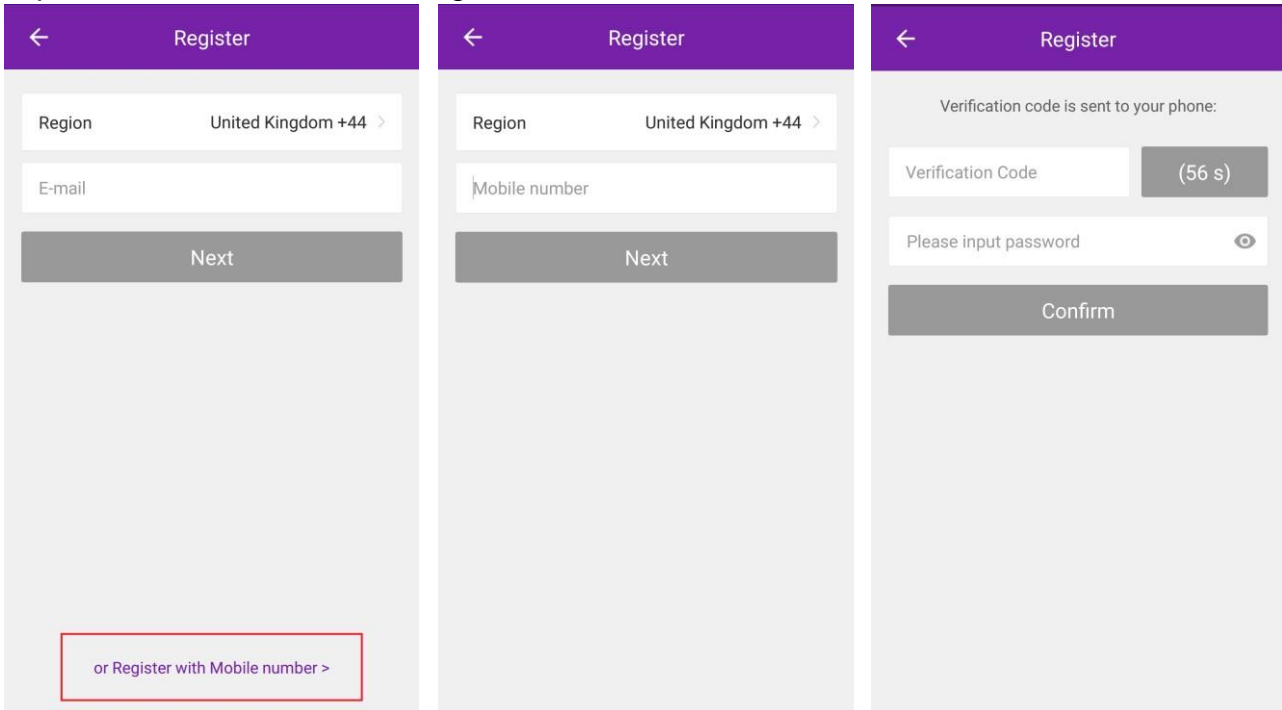 Register
Region United Kingdom +44 >
E-mail
Next
or Register with Mobile number >
Register
Region United Kingdom +44 >
Mobile number
Next
Register
Verification code is sent to your phone:
Verification Code (56 s)
Please input password
Confirm